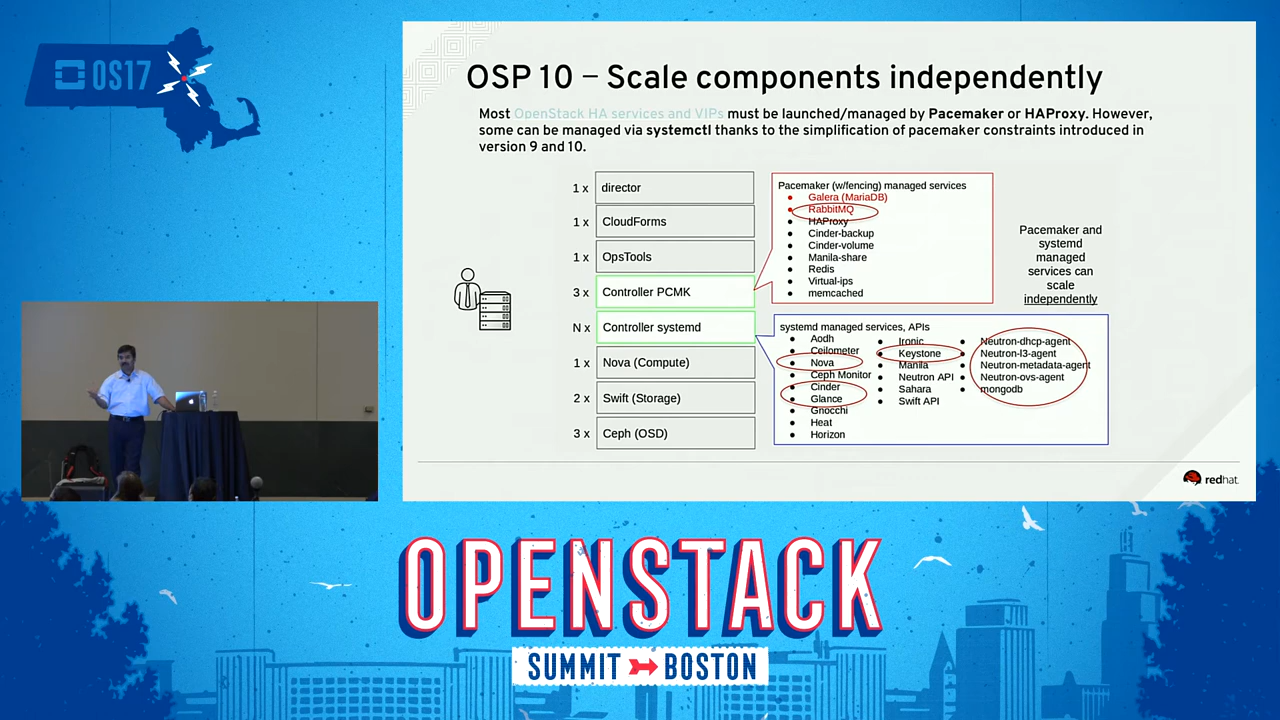 OS17
OSP 10 – Scale components independently
Most OpenStack HA services and VIPs must be launched/managed by Pacemaker or HAProxy. However,
some can be managed via systemctl thanks to the simplification of pacemaker constraints introduced in
version 9 and 10.
1 x director
1 x CloudForms
1 x OpsTools
3 x Controller PCMK
N x Controller systemd
1 x Nova (Compute)
2 x Swift (Storage)
3 x Ceph (OSD)
Pacemaker (w/fencing) managed services
• Galera (MariaDB)
• RabbitMQ
• HAProxy
• Cinder-backup
• Cinder-volume
• Manila-share
• Redis
• Virtual-ips
• memcached
Pacemaker and
systemd
managed
services can
scale
independently
systemd managed services, APIs
• Aodh
• Ceilometer
• Nova
• Ceph Monitor
• Cinder
• Glance
• Gnocchi
• Heat
• Horizon
• Ironic
• Keystone
• Manila
• Neutron API
• Sahara
• Swift API
• Neutron-dhcp-agent
• Neutron-l3-agent
• Neutron-metadata-agent
• Neutron-ovs-agent
• mongodb
redhat.
OPENSTACK
SUMMIT BOSTON